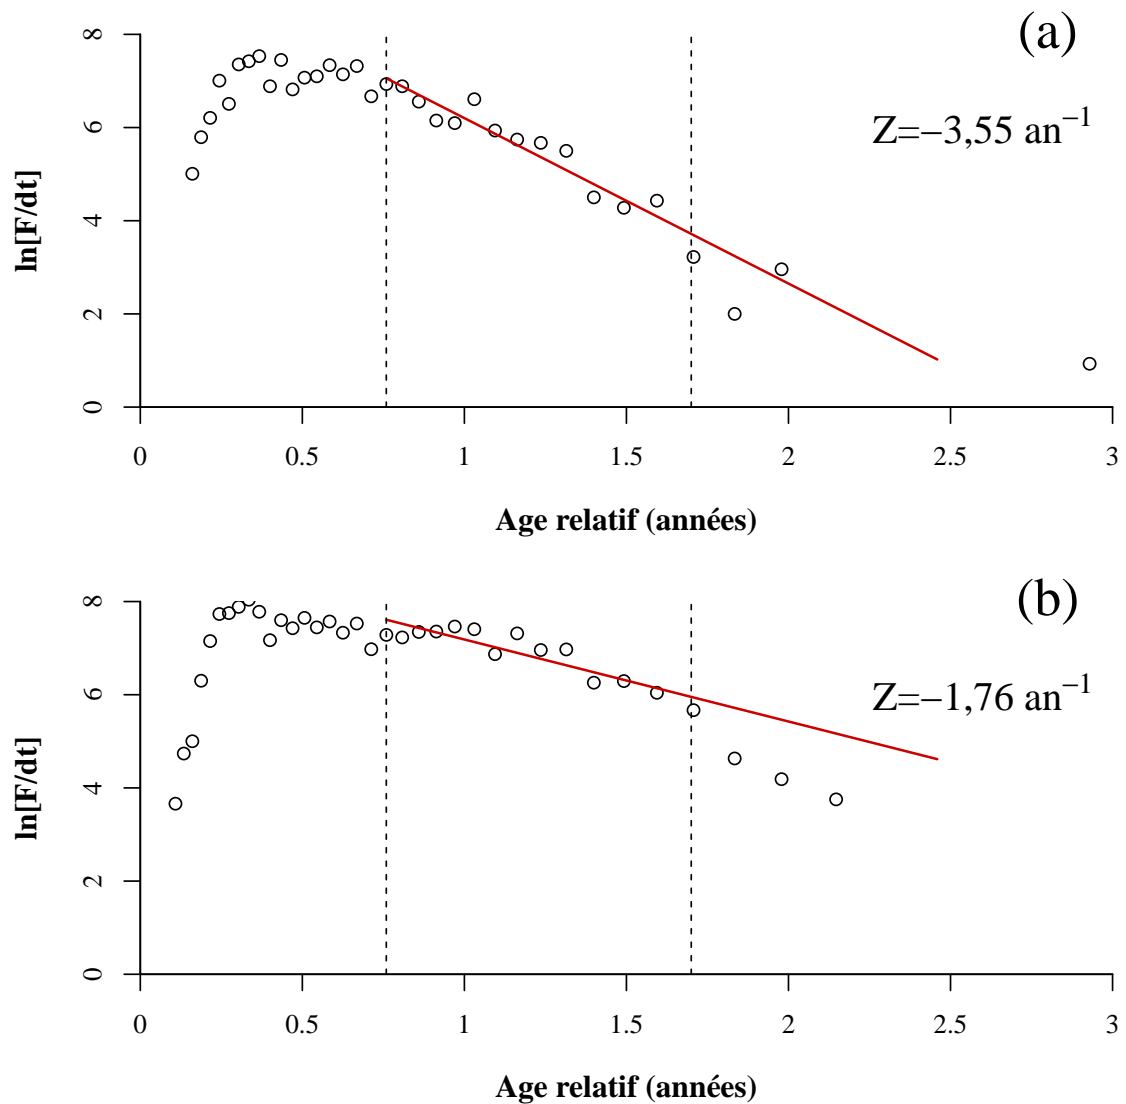 (a)
Z=−3,55 an⁻¹
8
6
4
2
0
ln[F/dt]
0 0.5 1 1.5 2 2.5 3
Age relatif (années)
(b)
Z=−1,76 an⁻¹
8
6
4
2
0
ln[F/dt]
0 0.5 1 1.5 2 2.5 3
Age relatif (années)